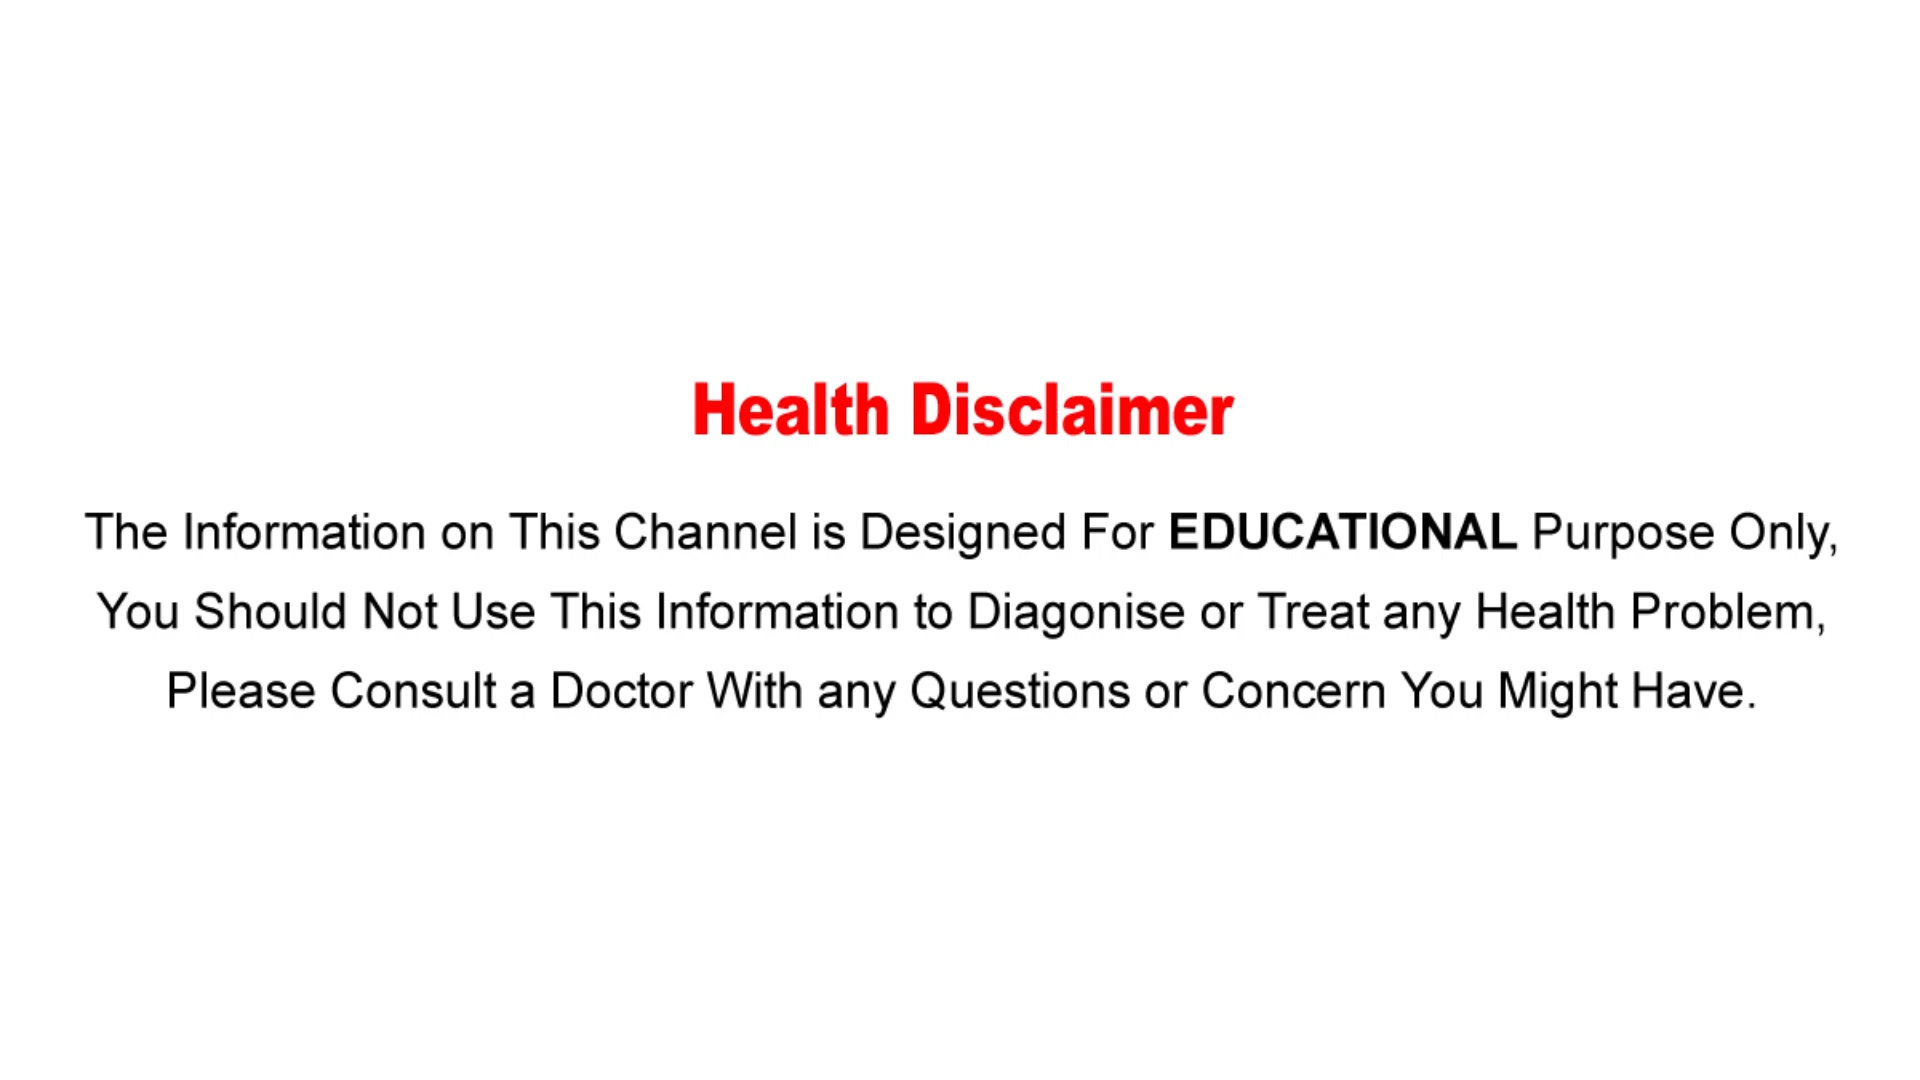 Health Disclaimer
The Information on This Channel is Designed For EDUCATIONAL Purpose Only,
You Should Not Use This Information to Diagonise or Treat any Health Problem,
Please Consult a Doctor With any Questions or Concern You Might Have.